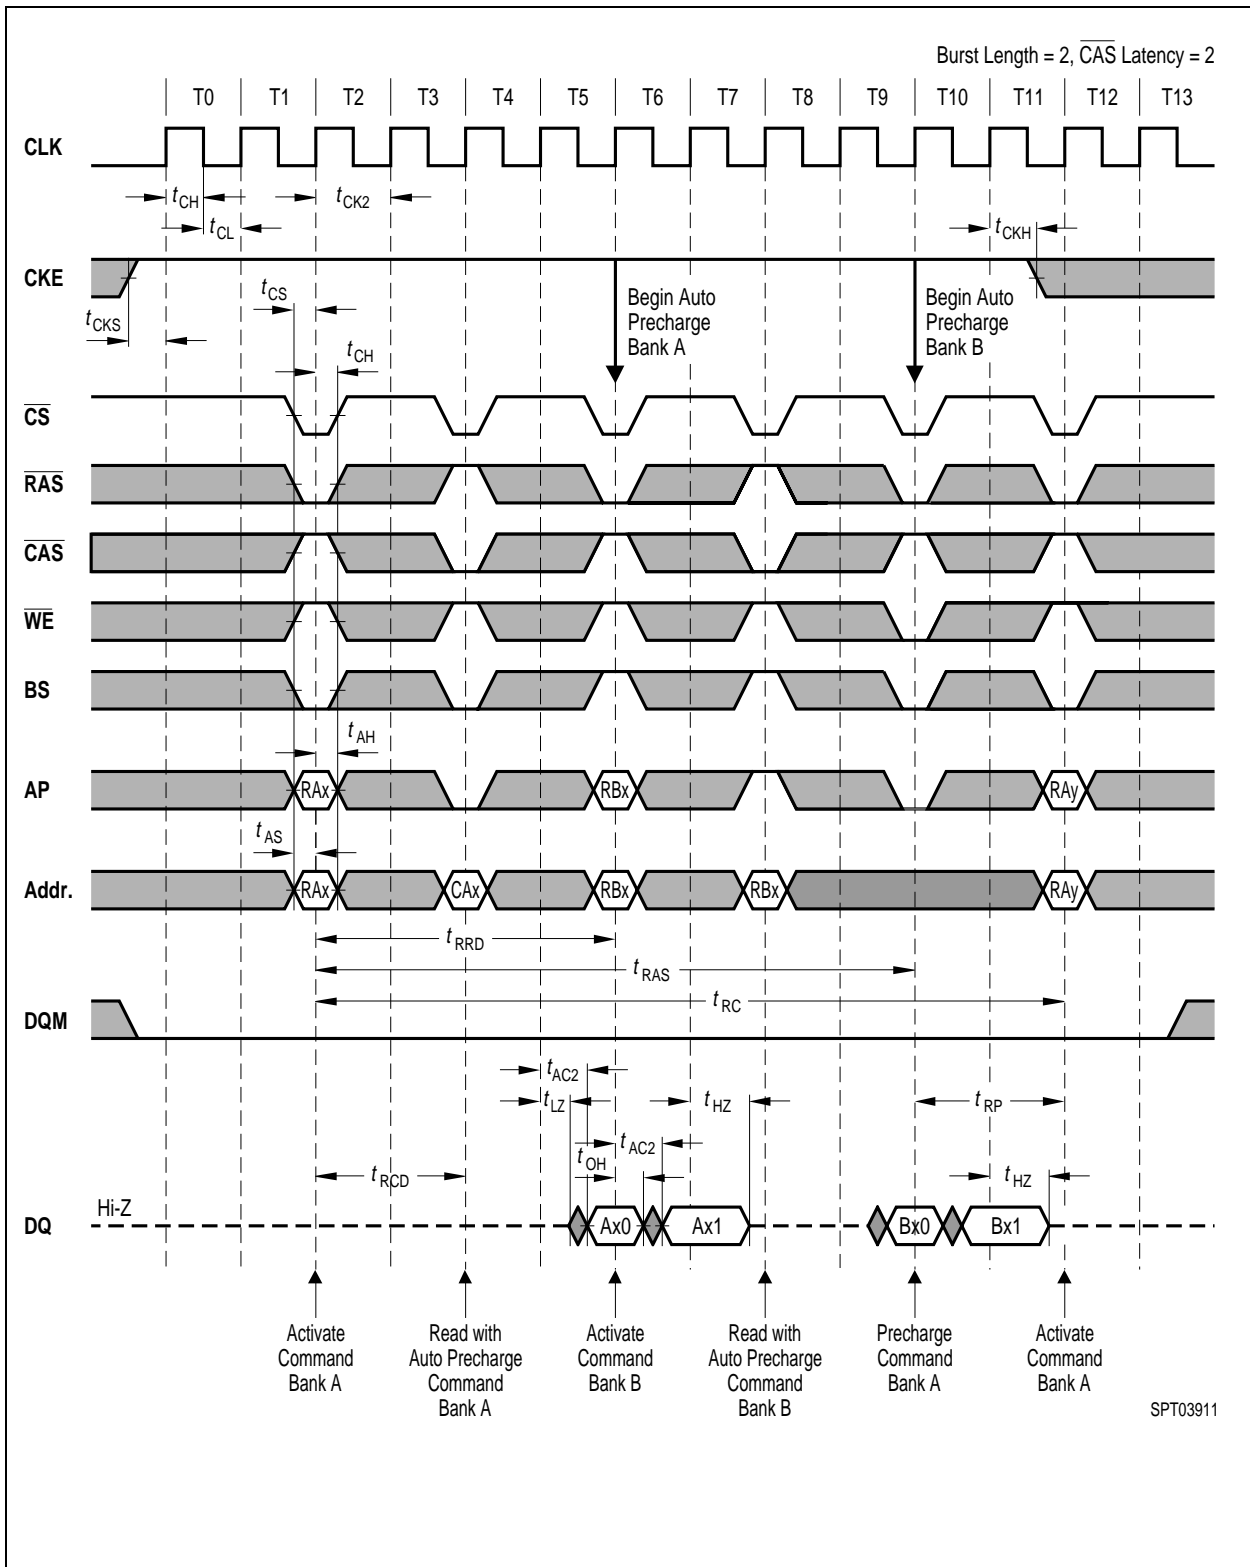 Burst Length = 2, CAS Latency = 2
T0 T1 T2 T3 T4 T5 T6 T7 T8 T9 T10 T11 T12 T13
CLK
tCH tCK2
tCL tCKH
CKE
tCS
tCKS
Begin Auto
Precharge
Bank A
Begin Auto
Precharge
Bank B
tCH
CS
RAS
CAS
WE
BS
tAH
AP RAx RBx RAy
tAS
Addr. RAx CAx RBx RBx RAy
tRRD
tRAS
tRC
DQM
tAC2
tLZ tHZ tRP
tAC2
tOH
tRCD tHZ
Hi-Z
DQ Ax0 Ax1 Bx0 Bx1
Activate
Command
Bank A
Read with
Auto Precharge
Command
Bank A
Activate
Command
Bank B
Read with
Auto Precharge
Command
Bank B
Precharge
Command
Bank A
Activate
Command
Bank A
SPT03911